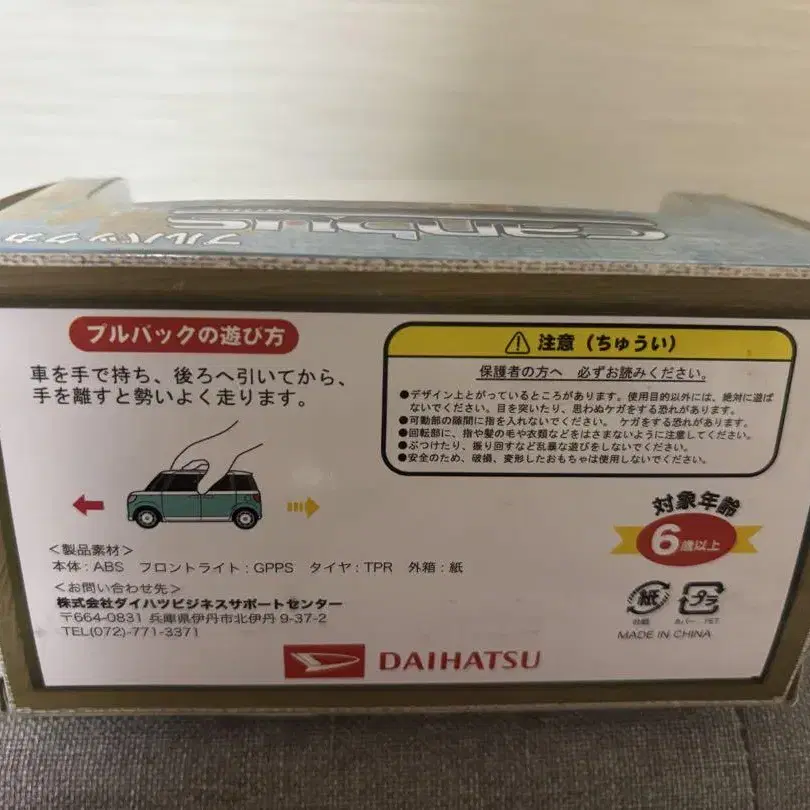 プルバックカ
canbus
プルバックの遊び方
車を手で持ち、後ろへ引いてから、
手を離すと勢いよく走ります。
注意（ちゅうい）
保護者の方へ 必ずお読みください。
●デザイン上とがっているところがあります。使用目的以外には、絶対に遊ば
ないでください。目を突いたり、思わぬケガをする恐れがあります。
●可動部の隙間に指を入れないでください。ケガをする恐れがあります。
●回転部に、指や髪の毛や衣類などをはさまないように注意してください。
●ぶつけたり、振り回すなど乱暴な遊びをしないでください。
●安全のため、破損、変形したおもちゃは使用しないでください。
対象年齢
6歳以上
＜製品素材＞
本体：ABS フロントライト：GPPS タイヤ：TPR 外箱：紙
＜お問い合わせ先＞
株式会社ダイハツビジネスサポートセンター
〒664-0831 兵庫県伊丹市北伊丹 9-37-2
TEL(072)-771-3371
紙 プラ
外箱 カバー PET
MADE IN CHINA
DAIHATSU